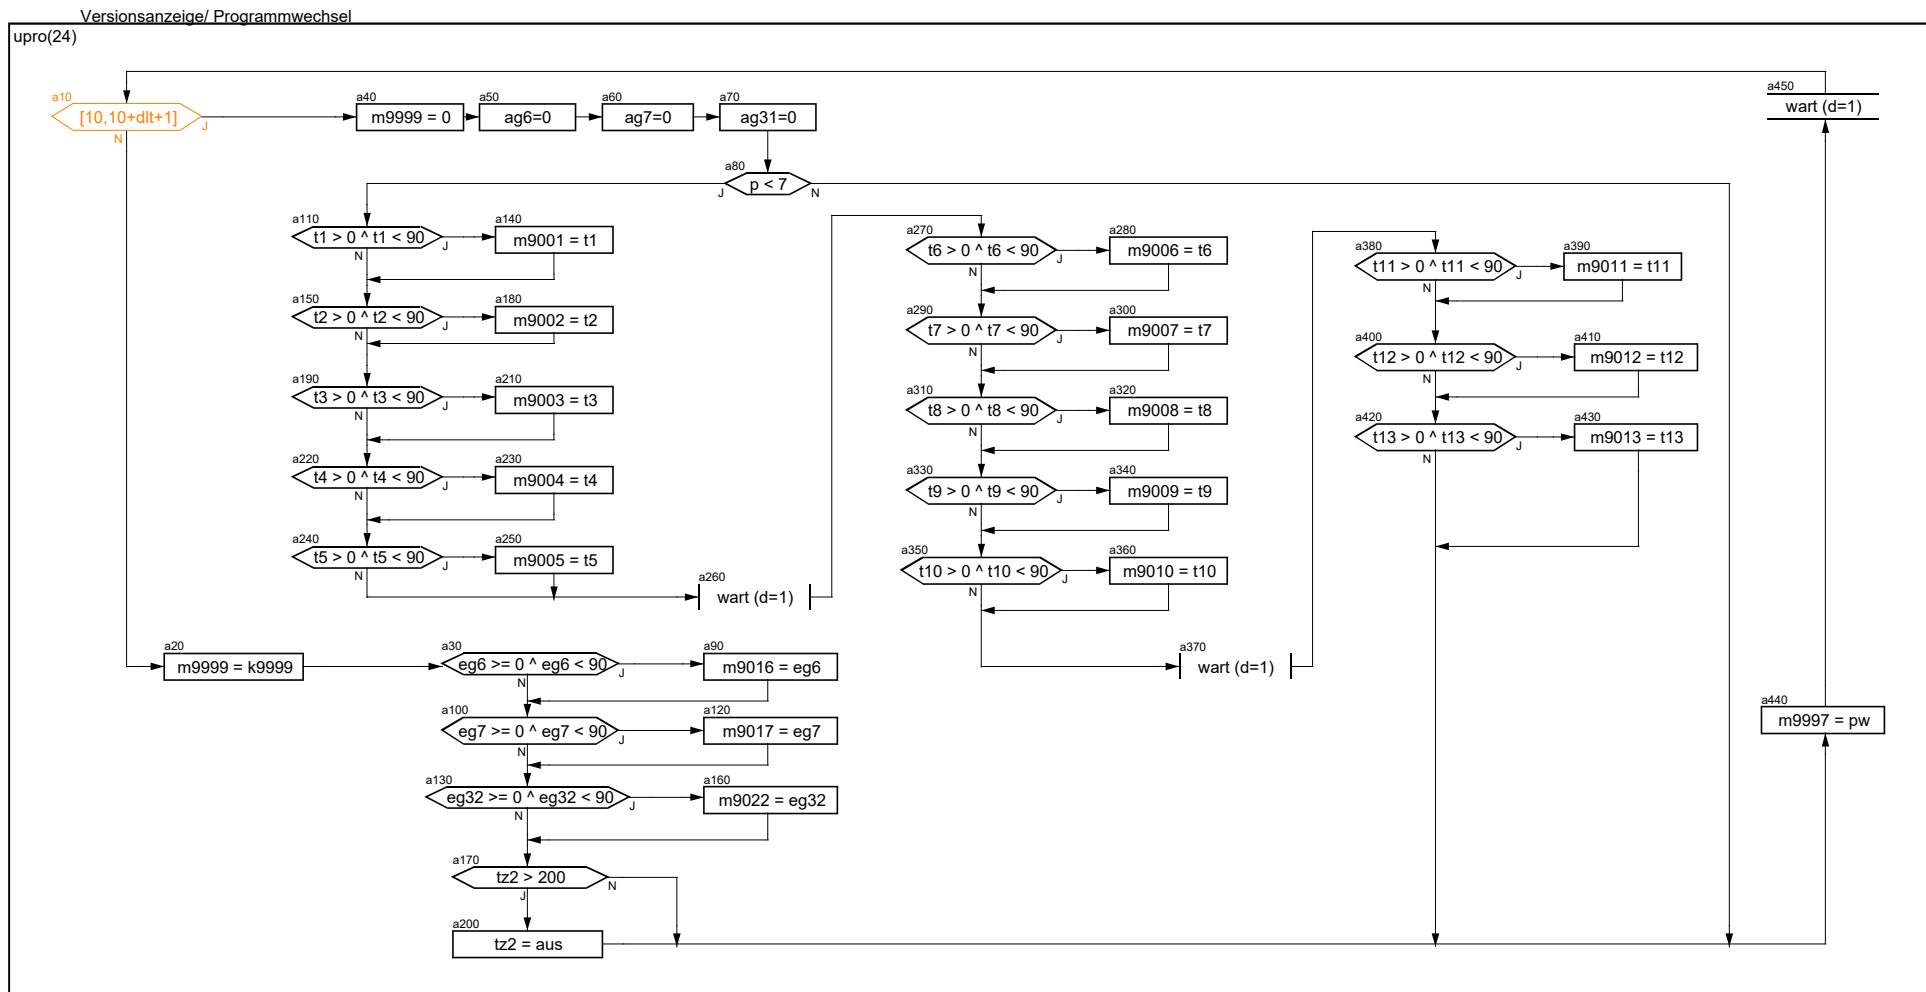 Versionsanzeige/ Programmwechsel
upro(24)
a10
[10,10+dlt+1]
J
N
a40
m9999 = 0
a50
ag6=0
a60
ag7=0
a70
ag31=0
a450
wart (d=1)
a80
p < 7
J
N
a110
t1 > 0 ^ t1 < 90
J
N
a140
m9001 = t1
a150
t2 > 0 ^ t2 < 90
J
N
a180
m9002 = t2
a190
t3 > 0 ^ t3 < 90
J
N
a210
m9003 = t3
a220
t4 > 0 ^ t4 < 90
J
N
a230
m9004 = t4
a240
t5 > 0 ^ t5 < 90
J
N
a250
m9005 = t5
a260
wart (d=1)
a270
t6 > 0 ^ t6 < 90
J
N
a280
m9006 = t6
a290
t7 > 0 ^ t7 < 90
J
N
a300
m9007 = t7
a310
t8 > 0 ^ t8 < 90
J
N
a320
m9008 = t8
a330
t9 > 0 ^ t9 < 90
J
N
a340
m9009 = t9
a350
t10 > 0 ^ t10 < 90
J
N
a360
m9010 = t10
a370
wart (d=1)
a380
t11 > 0 ^ t11 < 90
J
N
a390
m9011 = t11
a400
t12 > 0 ^ t12 < 90
J
N
a410
m9012 = t12
a420
t13 > 0 ^ t13 < 90
J
N
a430
m9013 = t13
a20
m9999 = k9999
a30
eg6 >= 0 ^ eg6 < 90
J
N
a90
m9016 = eg6
a100
eg7 >= 0 ^ eg7 < 90
J
N
a120
m9017 = eg7
a130
eg32 >= 0 ^ eg32 < 90
J
N
a160
m9022 = eg32
a170
tz2 > 200
N
J
a200
tz2 = aus
a440
m9997 = pw